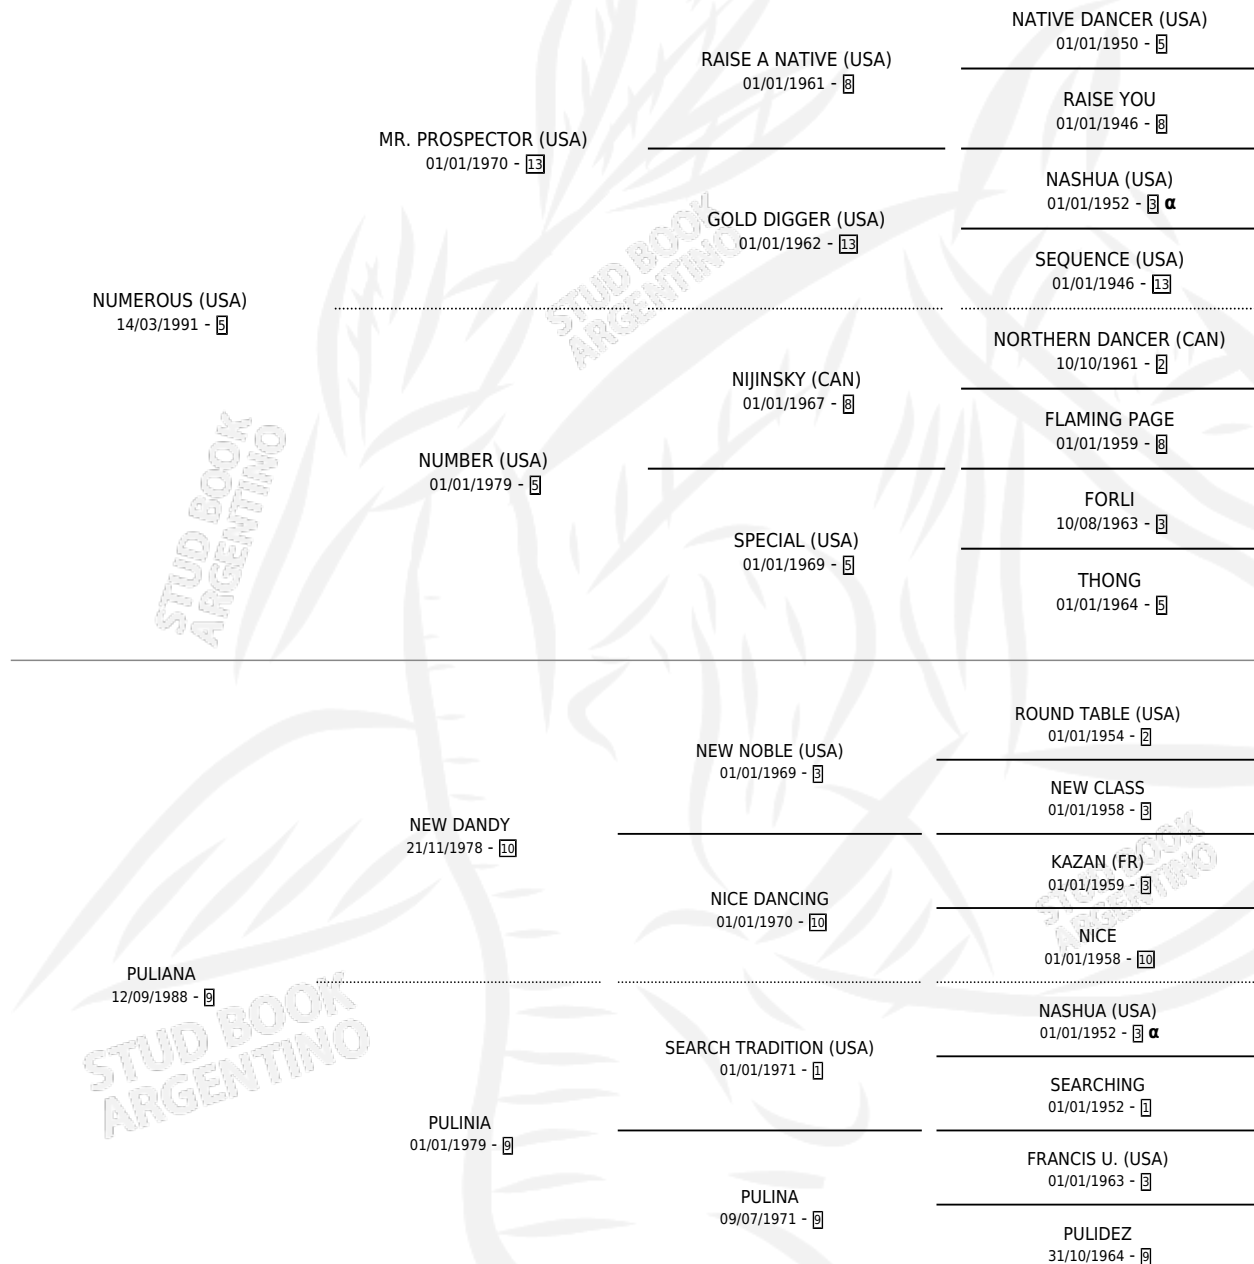 NATIVE DANCER (USA)
01/01/1950 - 5
RAISE A NATIVE (USA)
01/01/1961 - 8
RAISE YOU
01/01/1946 - 8
MR. PROSPECTOR (USA)
01/01/1970 - 13
NASHUA (USA)
01/01/1952 - 3 α
GOLD DIGGER (USA)
01/01/1962 - 13
SEQUENCE (USA)
01/01/1946 - 13
NUMEROUS (USA)
14/03/1991 - 5
STUD BOOK
ARGENTINO
NORTHERN DANCER (CAN)
10/10/1961 - 2
NIJINSKY (CAN)
01/01/1967 - 8
FLAMING PAGE
01/01/1959 - 8
NUMBER (USA)
01/01/1979 - 5
FORLI
10/08/1963 - 3
SPECIAL (USA)
01/01/1969 - 5
THONG
01/01/1964 - 5
STUD BOOK
ARGENTINO
ROUND TABLE (USA)
01/01/1954 - 2
NEW NOBLE (USA)
01/01/1969 - 3
NEW CLASS
01/01/1958 - 3
NEW DANDY
21/11/1978 - 10
KAZAN (FR)
01/01/1959 - 3
STUD BOOK
ARGENTINO
NICE DANCING
01/01/1970 - 10
NICE
01/01/1958 - 10
PULIANA
12/09/1988 - 9
STUD BOOK
ARGENTINO
NASHUA (USA)
01/01/1952 - 3 α
SEARCH TRADITION (USA)
01/01/1971 - 1
SEARCHING
01/01/1952 - 1
PULINIA
01/01/1979 - 9
FRANCIS U. (USA)
01/01/1963 - 3
PULINA
09/07/1971 - 9
PULIDEZ
31/10/1964 - 9